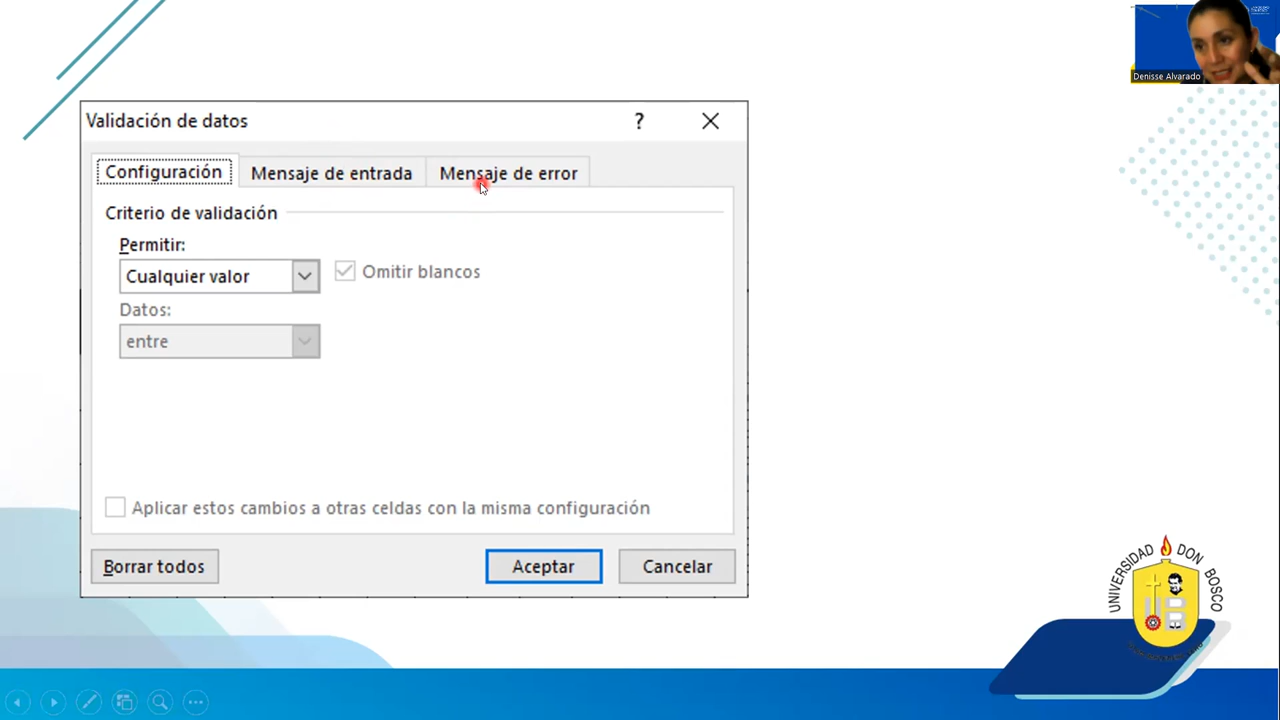 Denisse Alvarado
Validación de datos
?
Configuración
Mensaje de entrada
Mensaje de error
Criterio de validación
Permitir:
Cualquier valor
Omitir blancos
Datos:
entre
Aplicar estos cambios a otras celdas con la misma configuración
Borrar todos
Aceptar
Cancelar
UNIVERSIDAD DON BOSCO